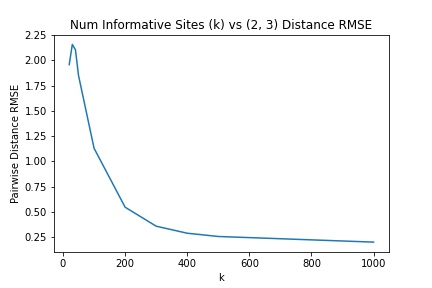 Num Informative Sites (k) vs (2, 3) Distance RMSE
Pairwise Distance RMSE
2.25
2.00
1.75
1.50
1.25
1.00
0.75
0.50
0.25
0 200 400 600 800 1000
k